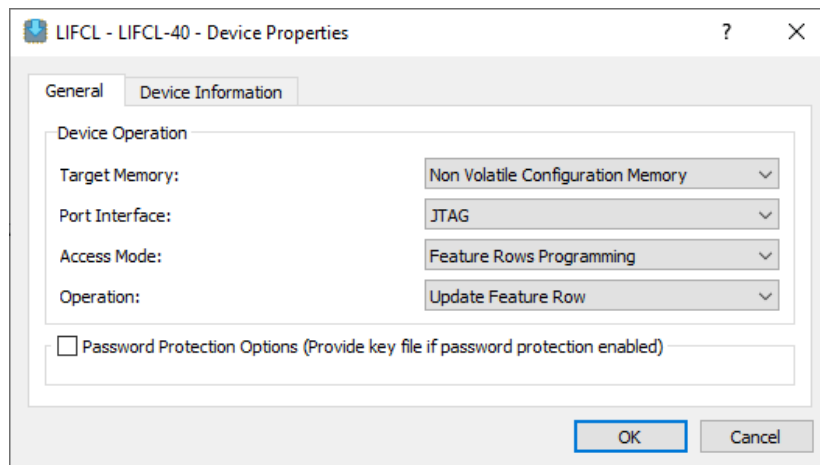 LIFCL - LIFCL-40 - Device Properties ?
General Device Information
Device Operation
Target Memory: Non Volatile Configuration Memory
Port Interface: JTAG
Access Mode: Feature Rows Programming
Operation: Update Feature Row
Password Protection Options (Provide key file if password protection enabled)
OK Cancel